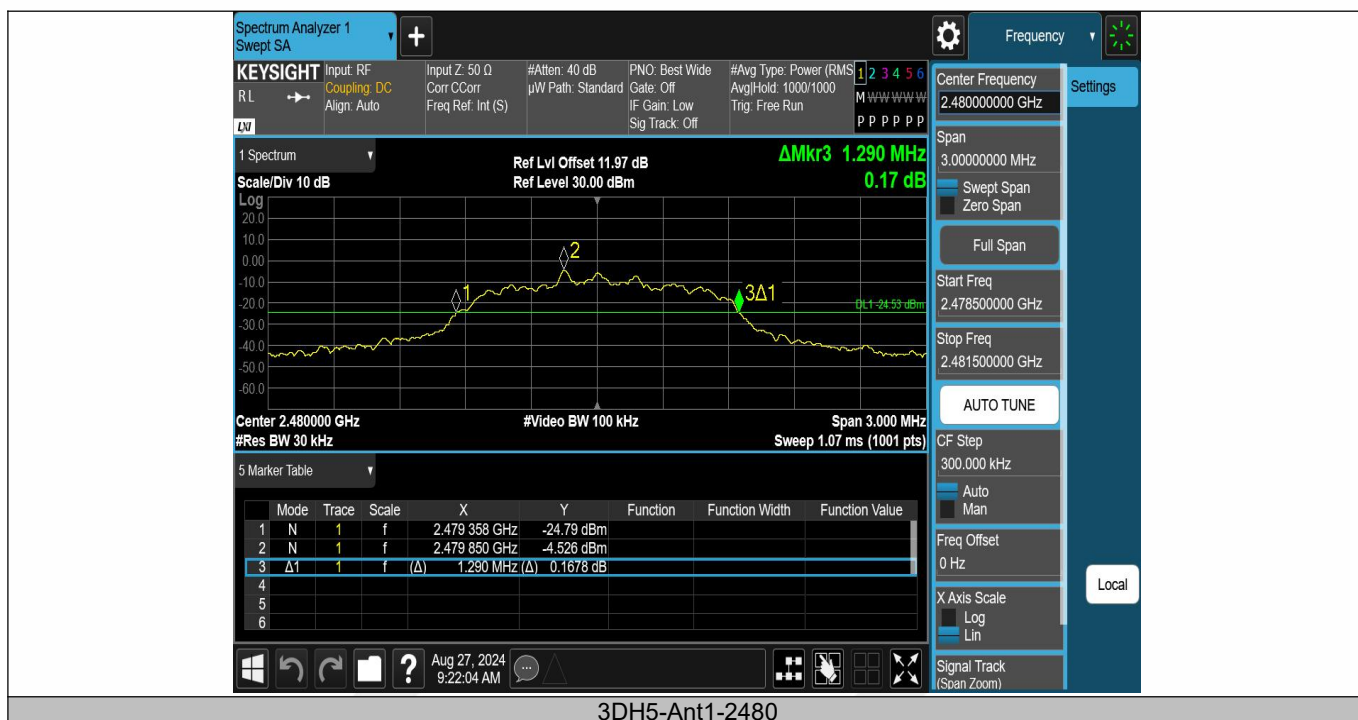 Spectrum Analyzer 1
Swept SA
+
Frequency
KEYSIGHT
RL
LXI
Input: RF
Coupling: DC
Align: Auto
Input Z: 50 Ω
Corr CCorr
Freq Ref: Int (S)
#Atten: 40 dB
µW Path: Standard
PNO: Best Wide
Gate: Off
IF Gain: Low
Sig Track: Off
#Avg Type: Power (RMS
Avg|Hold: 1000/1000
Trig: Free Run
1 2 3 4 5 6
M W W W W W
P P P P P P
1 Spectrum
Scale/Div 10 dB
Log
Ref Lvl Offset 11.97 dB
Ref Level 30.00 dBm
ΔMkr3 1.290 MHz
0.17 dB
20.0
10.0
0.00
-10.0
-20.0
-30.0
-40.0
-50.0
-60.0
1
2
3Δ1
DL1 -24.53 dBm
Center 2.480000 GHz
#Video BW 100 kHz
Span 3.000 MHz
#Res BW 30 kHz
Sweep 1.07 ms (1001 pts)
5 Marker Table
Mode Trace Scale X Y Function Function Width Function Value
1 N 1 f 2.479 358 GHz -24.79 dBm
2 N 1 f 2.479 850 GHz -4.526 dBm
3 Δ1 1 f (Δ) 1.290 MHz (Δ) 0.1678 dB
4
5
6
?
Aug 27, 2024
9:22:04 AM
Center Frequency
2.480000000 GHz
Settings
Span
3.00000000 MHz
Swept Span
Zero Span
Full Span
Start Freq
2.478500000 GHz
Stop Freq
2.481500000 GHz
AUTO TUNE
CF Step
300.000 kHz
Auto
Man
Freq Offset
0 Hz
Local
X Axis Scale
Log
Lin
Signal Track
(Span Zoom)
3DH5-Ant1-2480